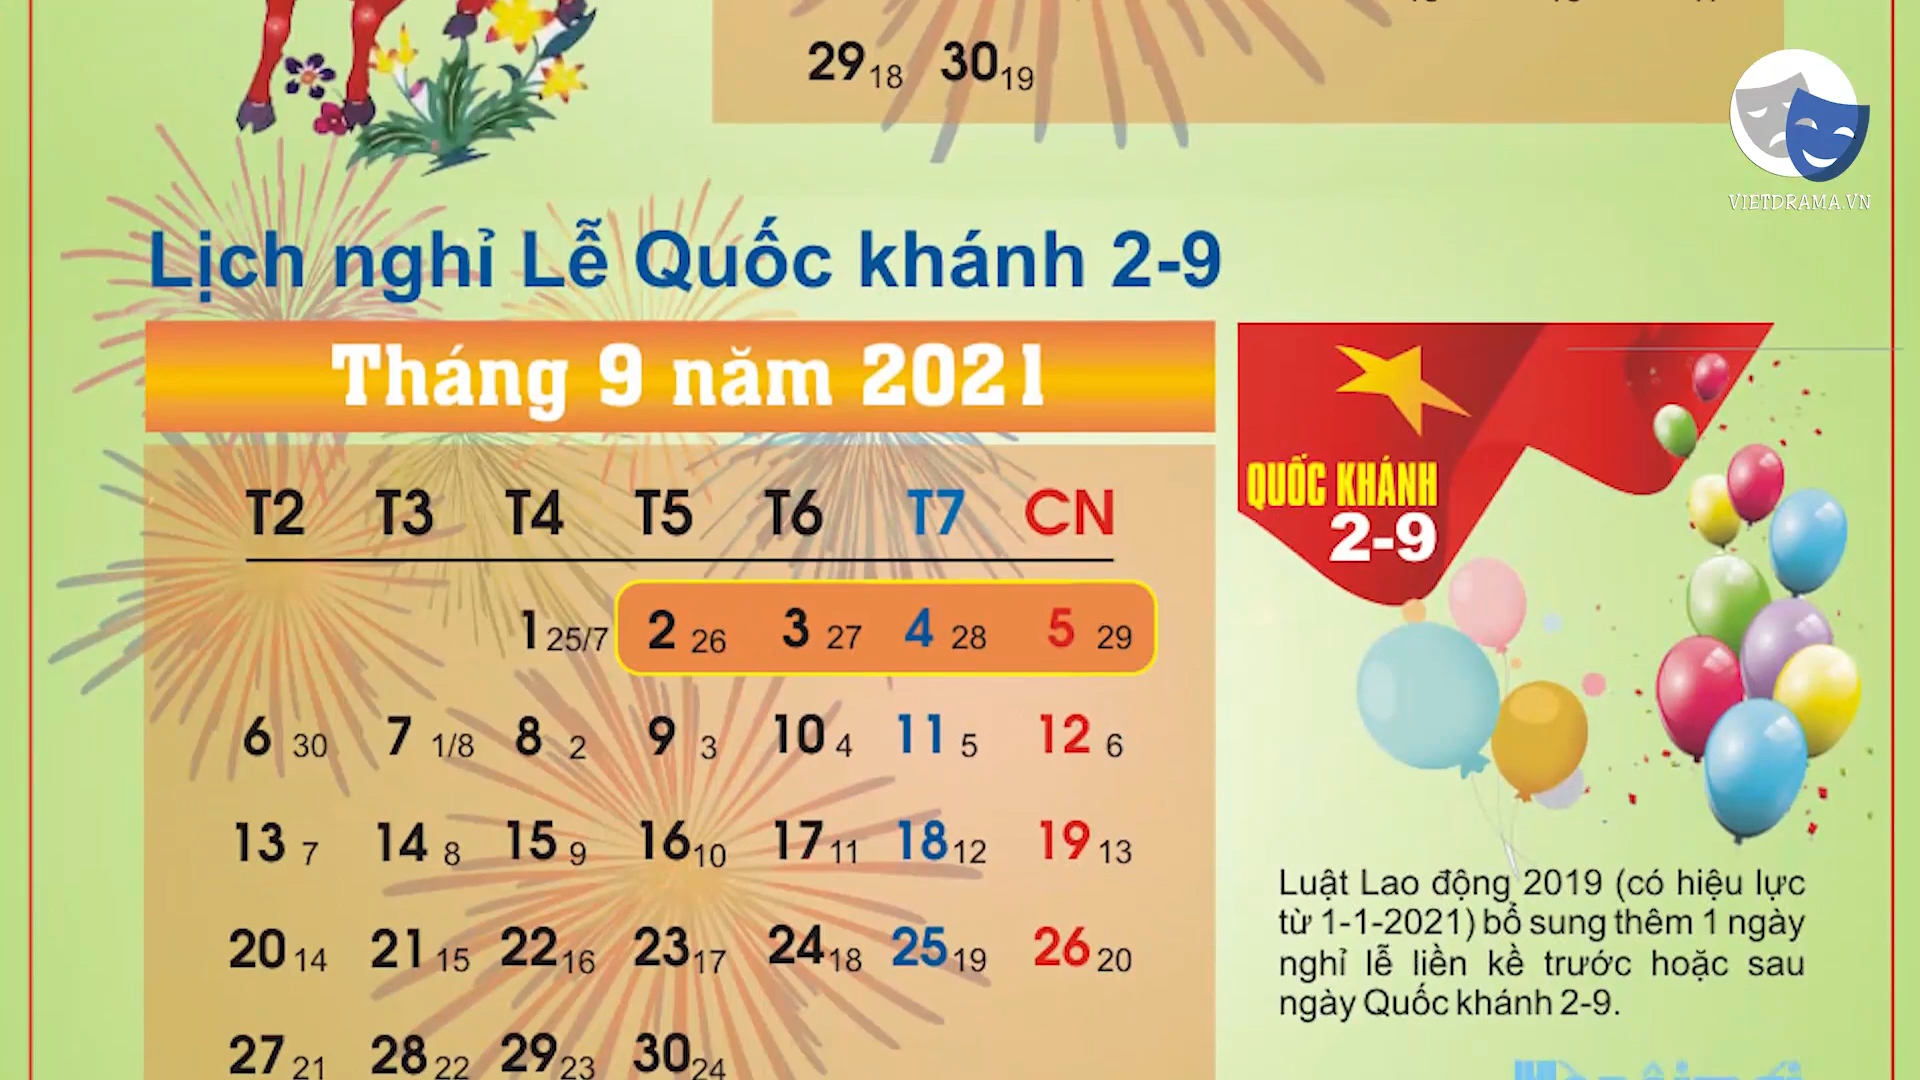 29 18 30 19
VIETDRAMA.VN
Lịch nghỉ Lễ Quốc khánh 2-9
Tháng 9 năm 2021
T2 T3 T4 T5 T6 T7 CN
1 25/7 2 26 3 27 4 28 5 29
6 30 7 1/8 8 2 9 3 10 4 11 5 12 6
13 7 14 8 15 9 16 10 17 11 18 12 19 13
20 14 21 15 22 16 23 17 24 18 25 19 26 20
27 21 28 22 29 23 30 24
QUỐC KHÁNH
2-9
Luật Lao động 2019 (có hiệu lực
từ 1-1-2021) bổ sung thêm 1 ngày
nghỉ lễ liền kề trước hoặc sau
ngày Quốc khánh 2-9.